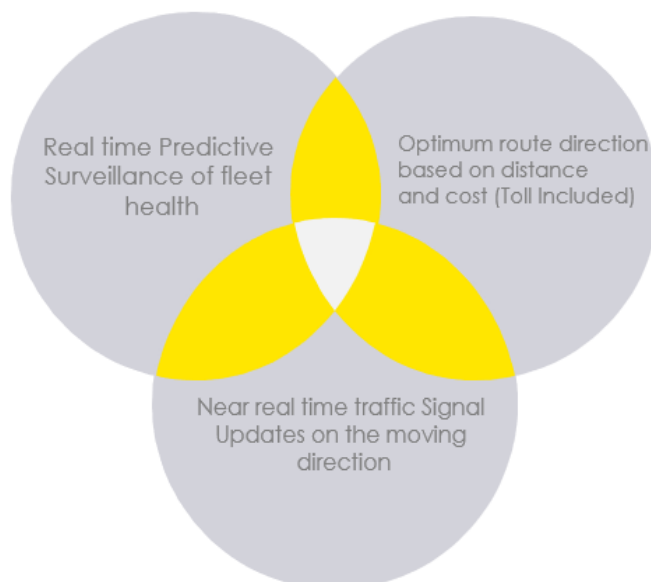 Real time Predictive
Surveillance of fleet
health
Optimum route direction
based on distance
and cost (Toll Included)
Near real time traffic Signal
Updates on the moving
direction